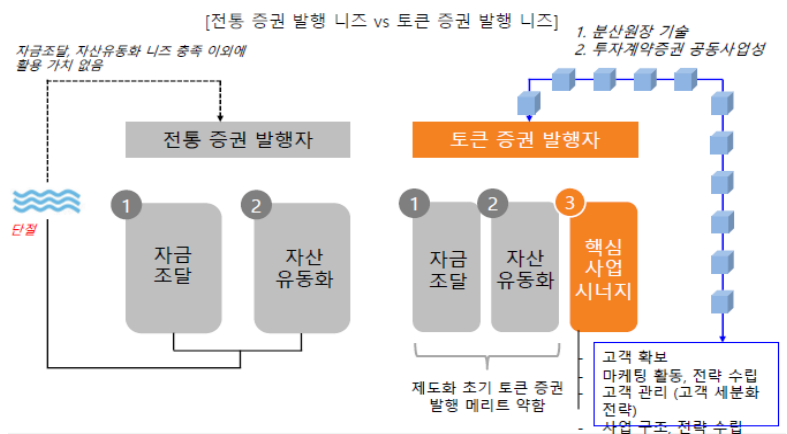 [전통 증권 발행 니즈 vs 토큰 증권 발행 니즈]
자금조달, 자산유동화 니즈 충족 이외에
활용 가치 없음
1. 분산원장 기술
2. 투자계약증권 공동사업성
전통 증권 발행자
토큰 증권 발행자
단절
1
자금
조달
2
자산
유동화
1
자금
조달
2
자산
유동화
3
핵심
사업
시너지
제도화 초기 토큰 증권
발행 메리트 약함
- 고객 확보
- 마케팅 활동, 전략 수립
- 고객 관리 (고객 세분화
전략)
- 사업 구조, 전략 수립